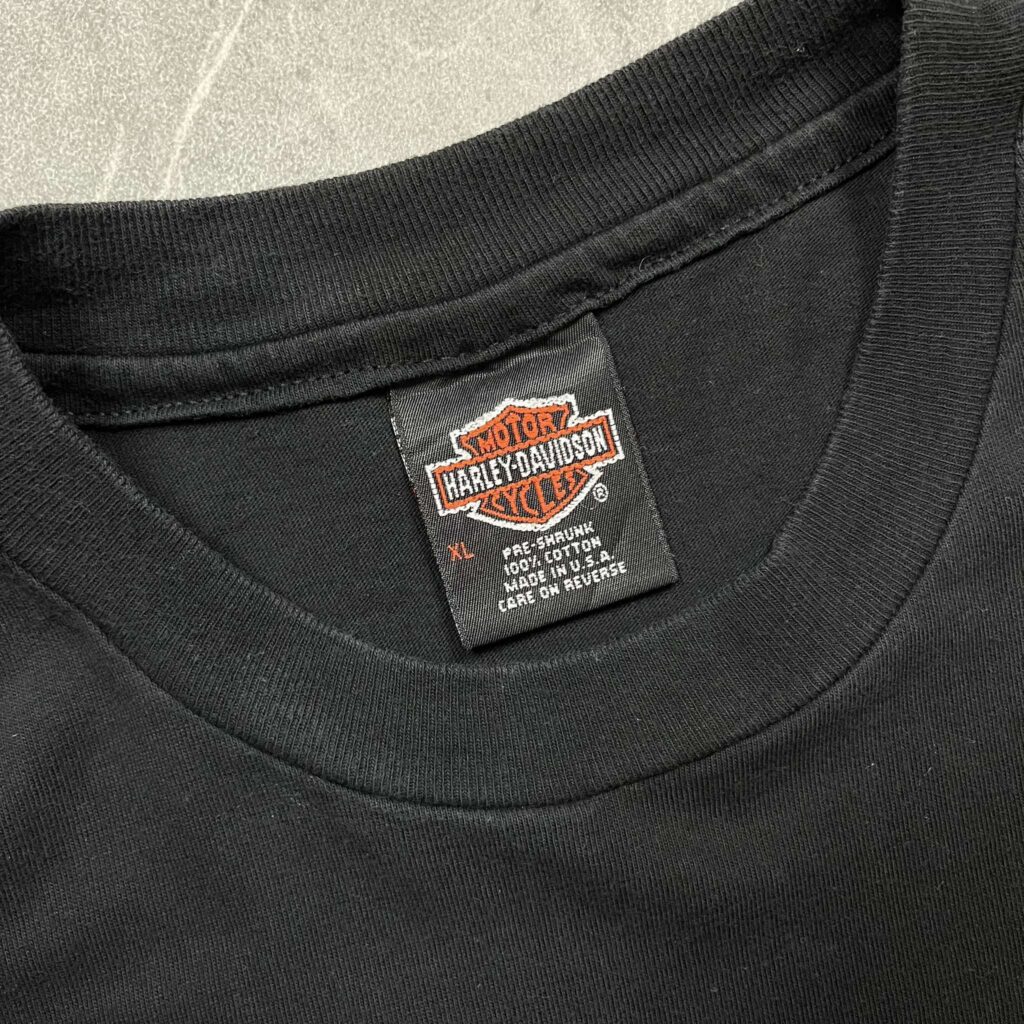 MOTOR
HARLEY-DAVIDSON
CYCLES
®
XL
PRE-SHRUNK
100% COTTON
MADE IN U.S.A.
CARE ON REVERSE